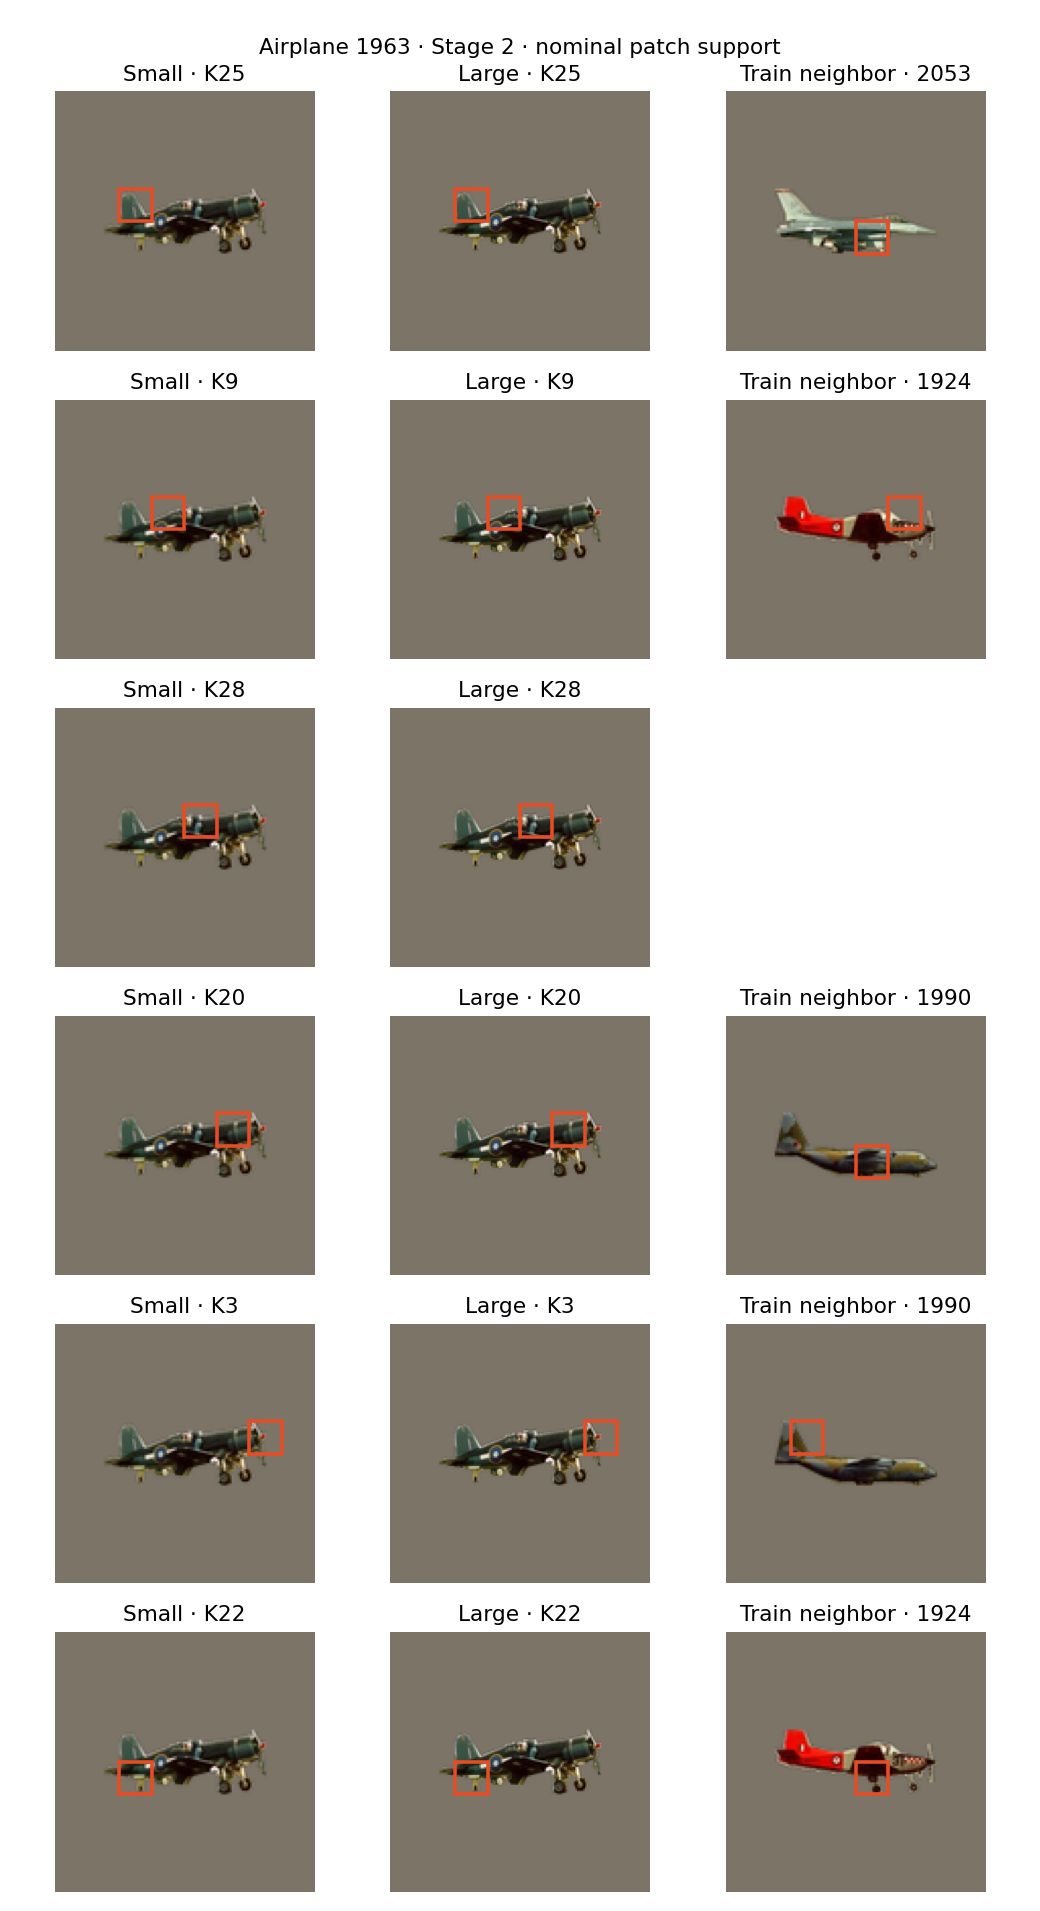 Airplane 1963 · Stage 2 · nominal patch support
Small · K25
Large · K25
Train neighbor · 2053
Small · K9
Large · K9
Train neighbor · 1924
Small · K28
Large · K28
Small · K20
Large · K20
Train neighbor · 1990
Small · K3
Large · K3
Train neighbor · 1990
Small · K22
Large · K22
Train neighbor · 1924